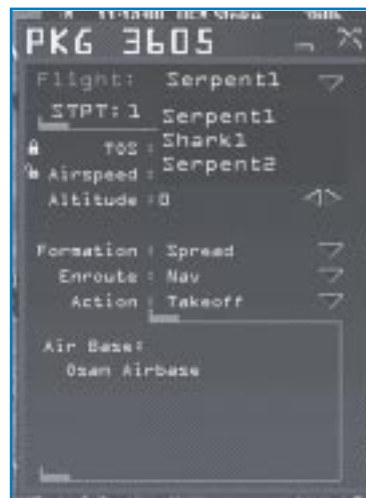 PKG 3605
Flight: Serpent1
STPT: 1 Serpent1
TOS : Shark1
Airspeed : Serpent2
Altitude :0
Formation : Spread
Enroute : Nav
Action : Takeoff
Air Base:
Osan Airbase